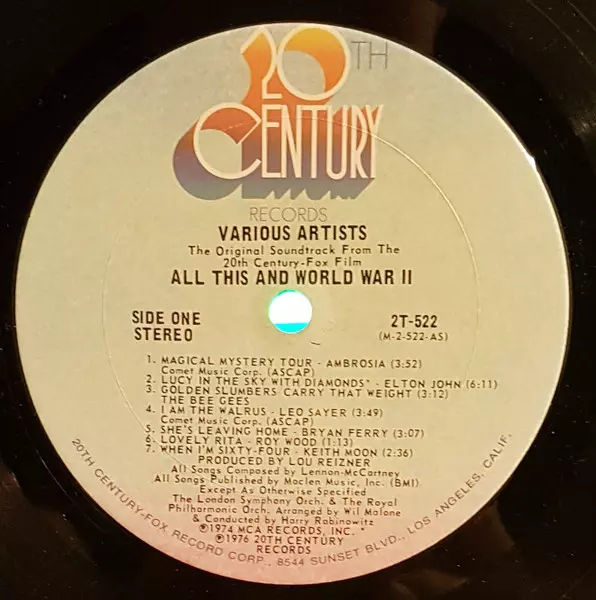 20TH
CENTURY
RECORDS
VARIOUS ARTISTS
The Original Soundtrack From The
20th Century-Fox Film
ALL THIS AND WORLD WAR II
SIDE ONE
STEREO
2T-522
(M-2-522-AS)
1. MAGICAL MYSTERY TOUR - AMBROSIA (3:52)
Comet Music Corp. (ASCAP)
2. LUCY IN THE SKY WITH DIAMONDS* - ELTON JOHN (6:11)
3. GOLDEN SLUMBERS CARRY THAT WEIGHT (3:12)
THE BEE GEES
4. I AM THE WALRUS - LEO SAYER (3:49)
Comet Music Corp. (ASCAP)
5. SHE'S LEAVING HOME - BRYAN FERRY (3:07)
6. LOVELY RITA - ROY WOOD (1:13)
7. WHEN I'M SIXTY-FOUR - KEITH MOON (2:36)
PRODUCED BY LOU REIZNER
All Songs Composed by Lennon-McCartney
All Songs Published by Maclen Music, Inc. (BMI)
Except As Otherwise Specified
The London Symphony Orch. & The Royal
Philharmonic Orch. Arranged by Wil Malone
& Conducted by Harry Rabinowitz
℗1974 MCA RECORDS, INC. *
℗1976 20TH CENTURY
RECORDS
20TH CENTURY-FOX RECORD CORP., 8544 SUNSET BLVD., LOS ANGELES, CALIF.